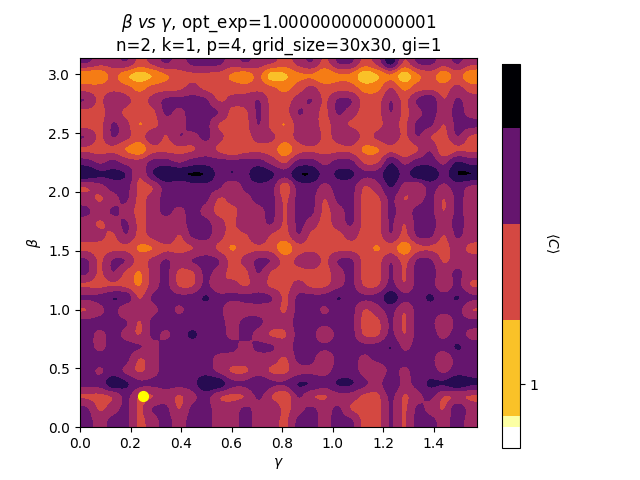 β vs γ, opt_exp=1.000000000000001
n=2, k=1, p=4, grid_size=30x30, gi=1
3.0
2.5
2.0
1.5
1.0
0.5
0.0
β
0.0 0.2 0.4 0.6 0.8 1.0 1.2 1.4
γ
1
⟨C⟩